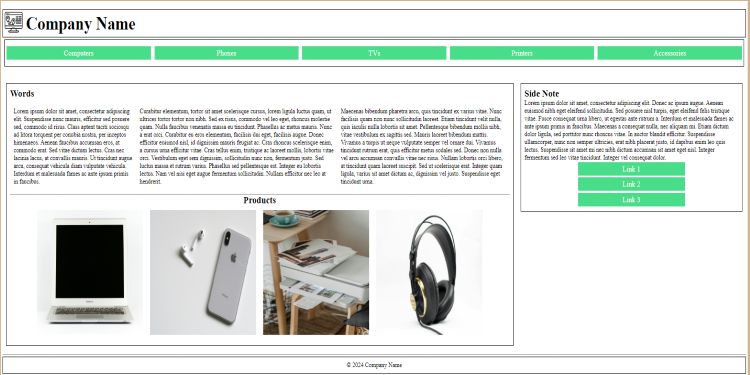 Company Name
Computers
Phones
TVs
Printers
Accessories
Words
Lorem ipsum dolor sit amet, consectetur adipiscing
elit. Suspendisse nunc mauris, efficitur sed posuere
sed, commodo id risus. Class aptent taciti sociosqu
ad litora torquent per conubia nostra, per inceptos
himenaeos. Aenean faucibus accumsan eros, at
commodo erat. Sed vitae dictum lectus. Cras nec
lacinia lacus, at convallis mauris. Ut tincidunt augue
arcu, consequat diam vulputate vehicula.
Interdum et malesuada fames ac ante ipsum primis
in faucibus.
Curabitur elementum, tortor sit amet scelerisque cursus, lorem ligula luctus quam, ut
ultrices tortor tortor non nibh. Sed ex risus, commodo vel leo eget, rhoncus molestie
quam. Nulla faucibus venenatis massa eu tincidunt. Phasellus ac metus mauris. Nunc
a erat orci. Curabitur en eros elementum, facilisis dui eget, facilisis augue. Donec
efficitur euismod nisl, id dignissim mauris feugiat ac. Cras rhoncus scelerisque enim,
a cursus urna efficitur vitae. Cras tellus enim, tristique ac laoreet mollis, lobortis vitae
orci. Vestibulum eget sem dignissim, sollicitudin nunc non, fermentum justo. Sed
luctus massa et rutrum varius. Phasellus sed pellentesque est. Integer eu lobortis
lectus. Nam vel nisi eget augue fermentum sollicitudin. Nullam efficitur nec leo at
hendrerit.
Maecenas bibendum pharetra arcu, quis tincidunt ex varius vitae. Nunc
facilisis quam non nunc sollicitudin laoreet. Etiam tincidunt velit nulla,
quis iaculis nulla lobortis sit amet. Pellentesque bibendum mollis nibh,
vitae vestibulum ex sagittis sed. Mauris bibendum lacinia mattis.
Vivamus a turpis ut neque vulputate semper vel ornare dui. Vivamus
tincidunt rutrum erat, quis efficitur metus sodales sed. Donec non nulla
vel arcu accumsan convallis vitae nec risus. Nullam lobortis orci libero,
at tincidunt lectus laoreet suscipit. Sed at scelerisque erat. Integer quam
ligula, varius sit amet dictum ac, dignissim vel justo. Suspendisse eget
tincidunt urna.
Products
Side Note
Lorem ipsum dolor sit amet, consectetur adipiscing elit. Donec ac ipsum augue. Aenean
euismod nibh eget eleifend sollicitudin. Sed posuere nisl turpis, eget eleifend risus tristique
vitae. Fusce consequat urna libero, ut egestas ante rutrum a. Interdum et malesuada fames ac
ante ipsum primis in faucibus. Maecenas a consequat nulla, nec aliquam mi. Etiam dictum
dolor ligula, sed porttitor nunc rhoncus vitae. In auctor blandit efficitur. Donec lectus sem,
ullamcorper, nunc non semper ultricies, erat nibh placerat justo, id dapibus enim leo quis
lectus. Suspendisse sit amet mi nec nibh dictum accumsan sit amet eget nisl. Integer
fermentum sed leo vitae tincidunt. Integer vel consequat dolor.
Link 1
Link 2
Link 3
© 2024 Company Name